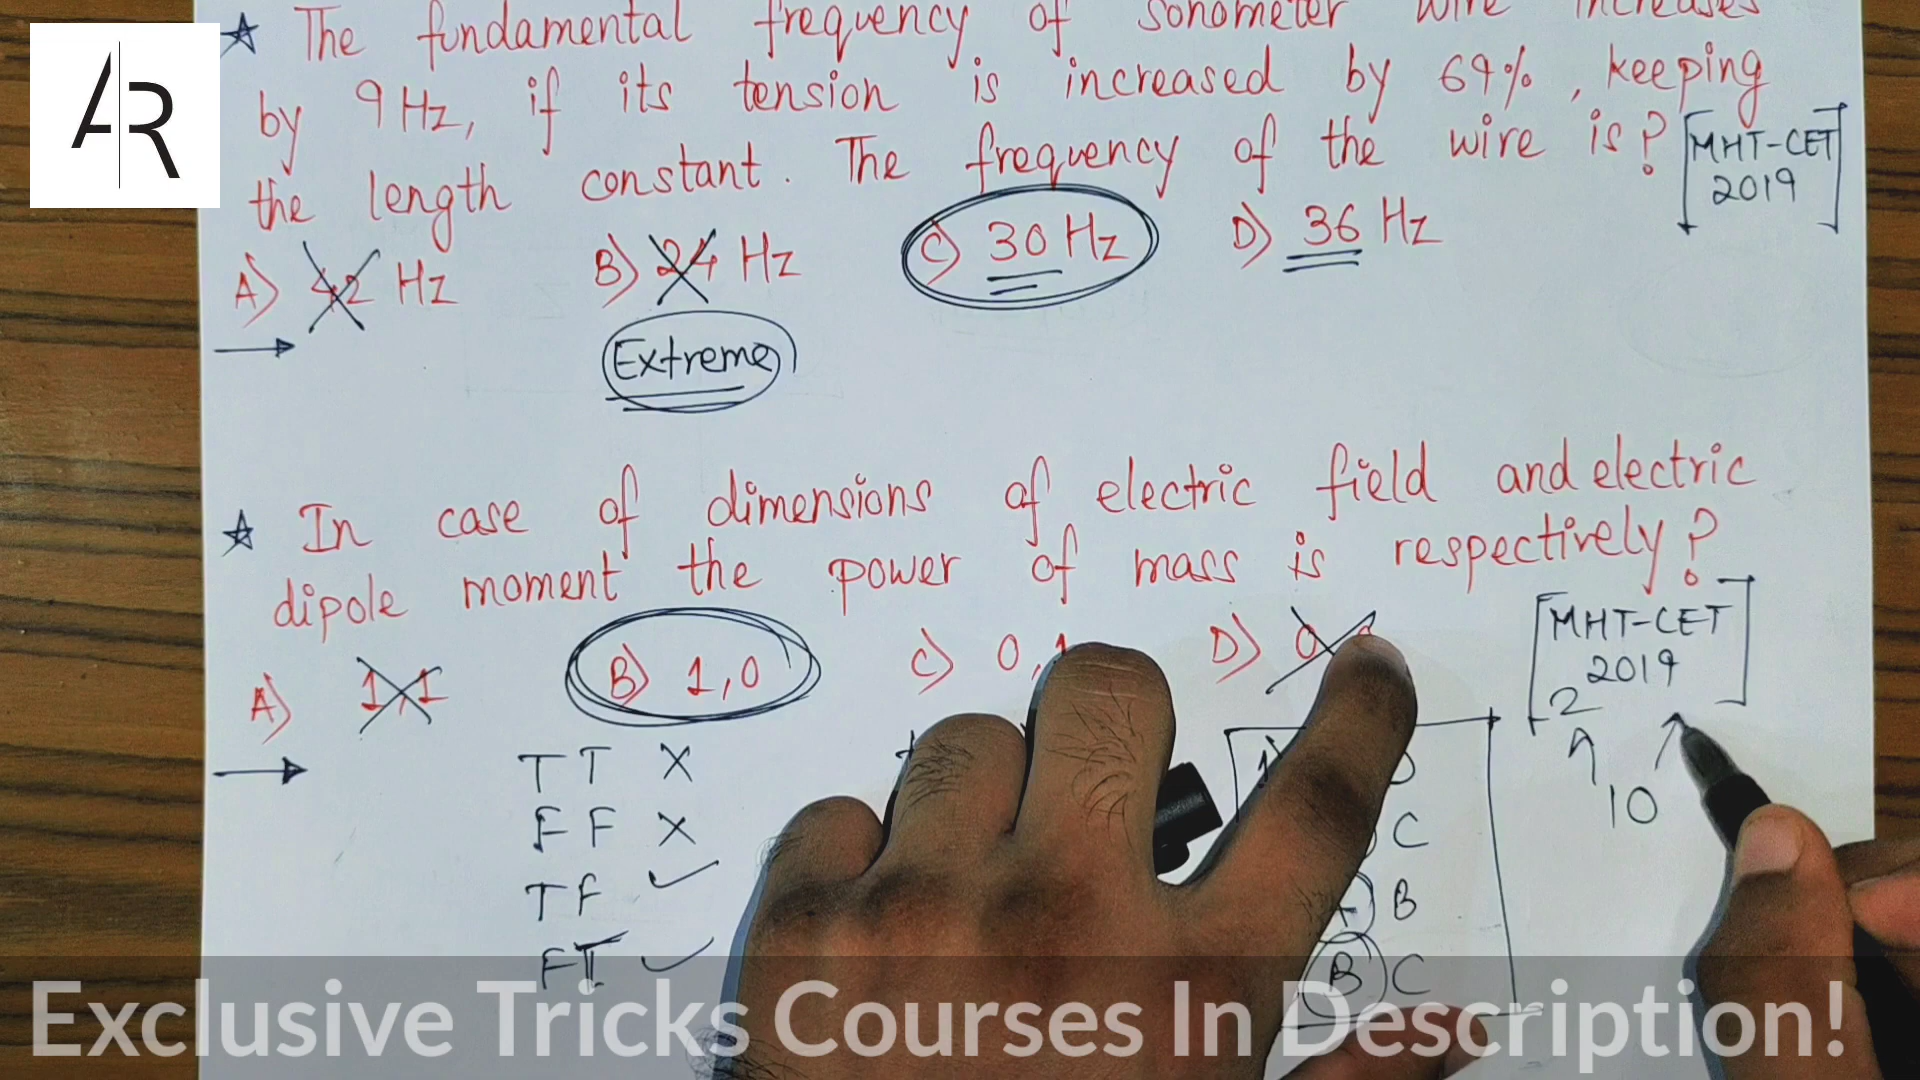 AR
☆ The fundamental frequency of sonometer wire increases
by 9 Hz, if its tension is increased by 69%, keeping
the length constant. The frequency of the wire is?
[MHT-CET
2019]
A) 42 Hz B) 24 Hz C) 30 Hz D) 36 Hz
→ Extreme
☆ In case of dimensions of electric field and electric
dipole moment the power of mass is respectively?
[MHT-CET
2019]
A) 1,1 B) 1,0 C) 0,1 D) 0
→
T T X
F F X
T F ✓
F T ✓
C
B
B C
2
10
Exclusive Tricks Courses In Description!